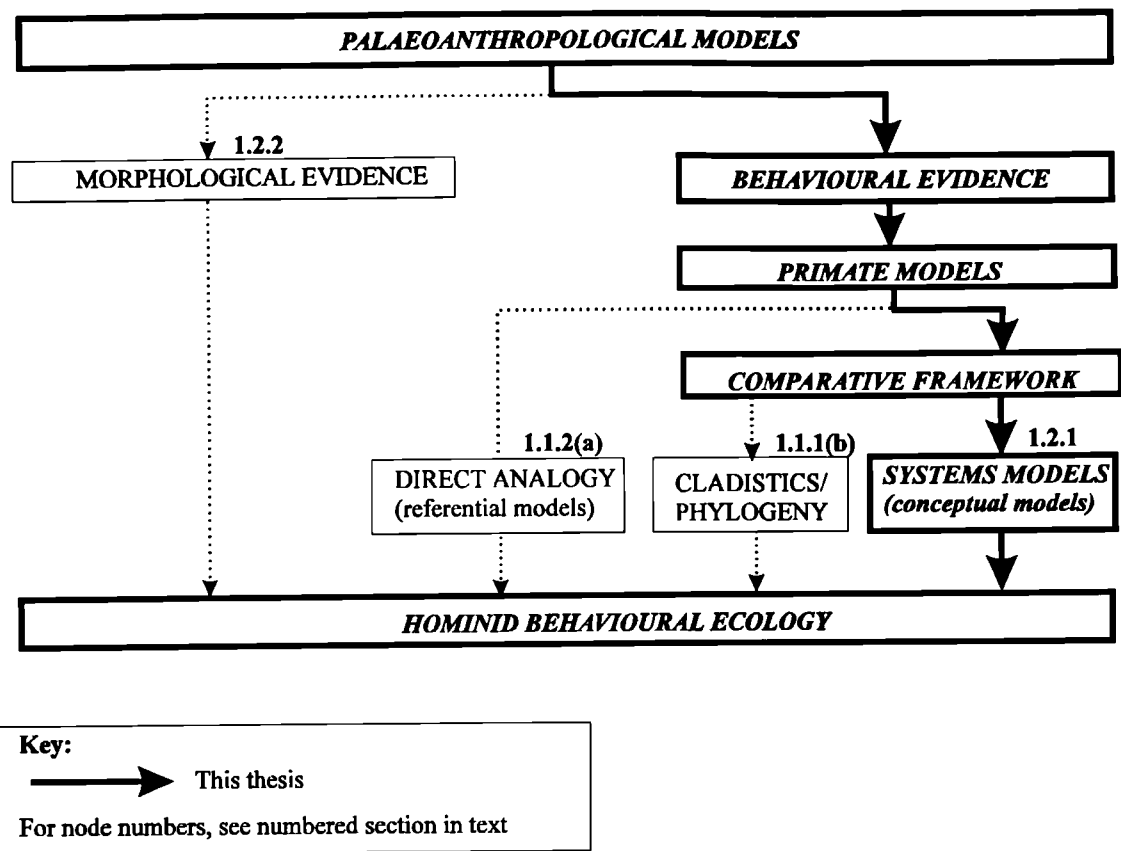 PALAEOANTHROPOLOGICAL MODELS
1.2.2
MORPHOLOGICAL EVIDENCE
BEHAVIOURAL EVIDENCE
PRIMATE MODELS
COMPARATIVE FRAMEWORK
1.1.2(a)
DIRECT ANALOGY
(referential models)
1.1.1(b)
CLADISTICS/
PHYLOGENY
1.2.1
SYSTEMS MODELS
(conceptual models)
HOMINID BEHAVIOURAL ECOLOGY
Key:
This thesis
For node numbers, see numbered section in text